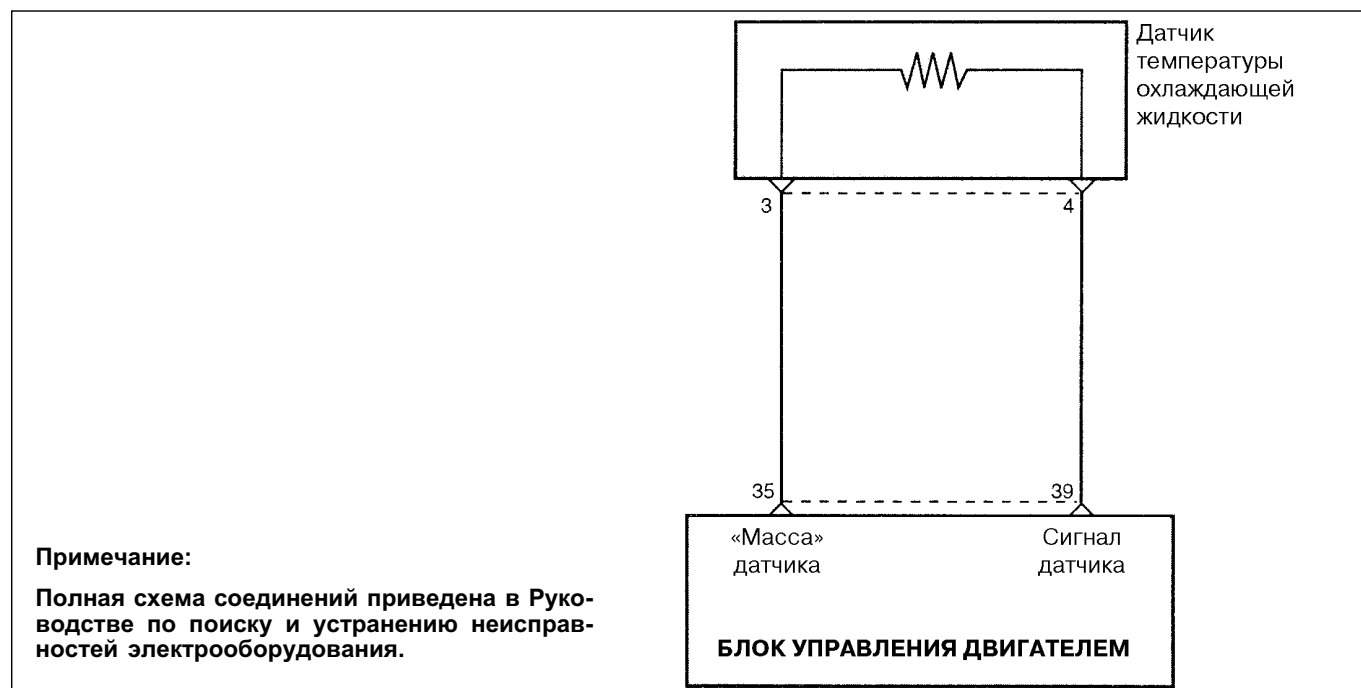 Датчик
температуры
охлаждающей
жидкости
3 4
35 39
«Масса» Сигнал
датчика датчика
БЛОК УПРАВЛЕНИЯ ДВИГАТЕЛЕМ
Примечание:
Полная схема соединений приведена в Руко-
водстве по поиску и устранению неисправ-
ностей электрооборудования.